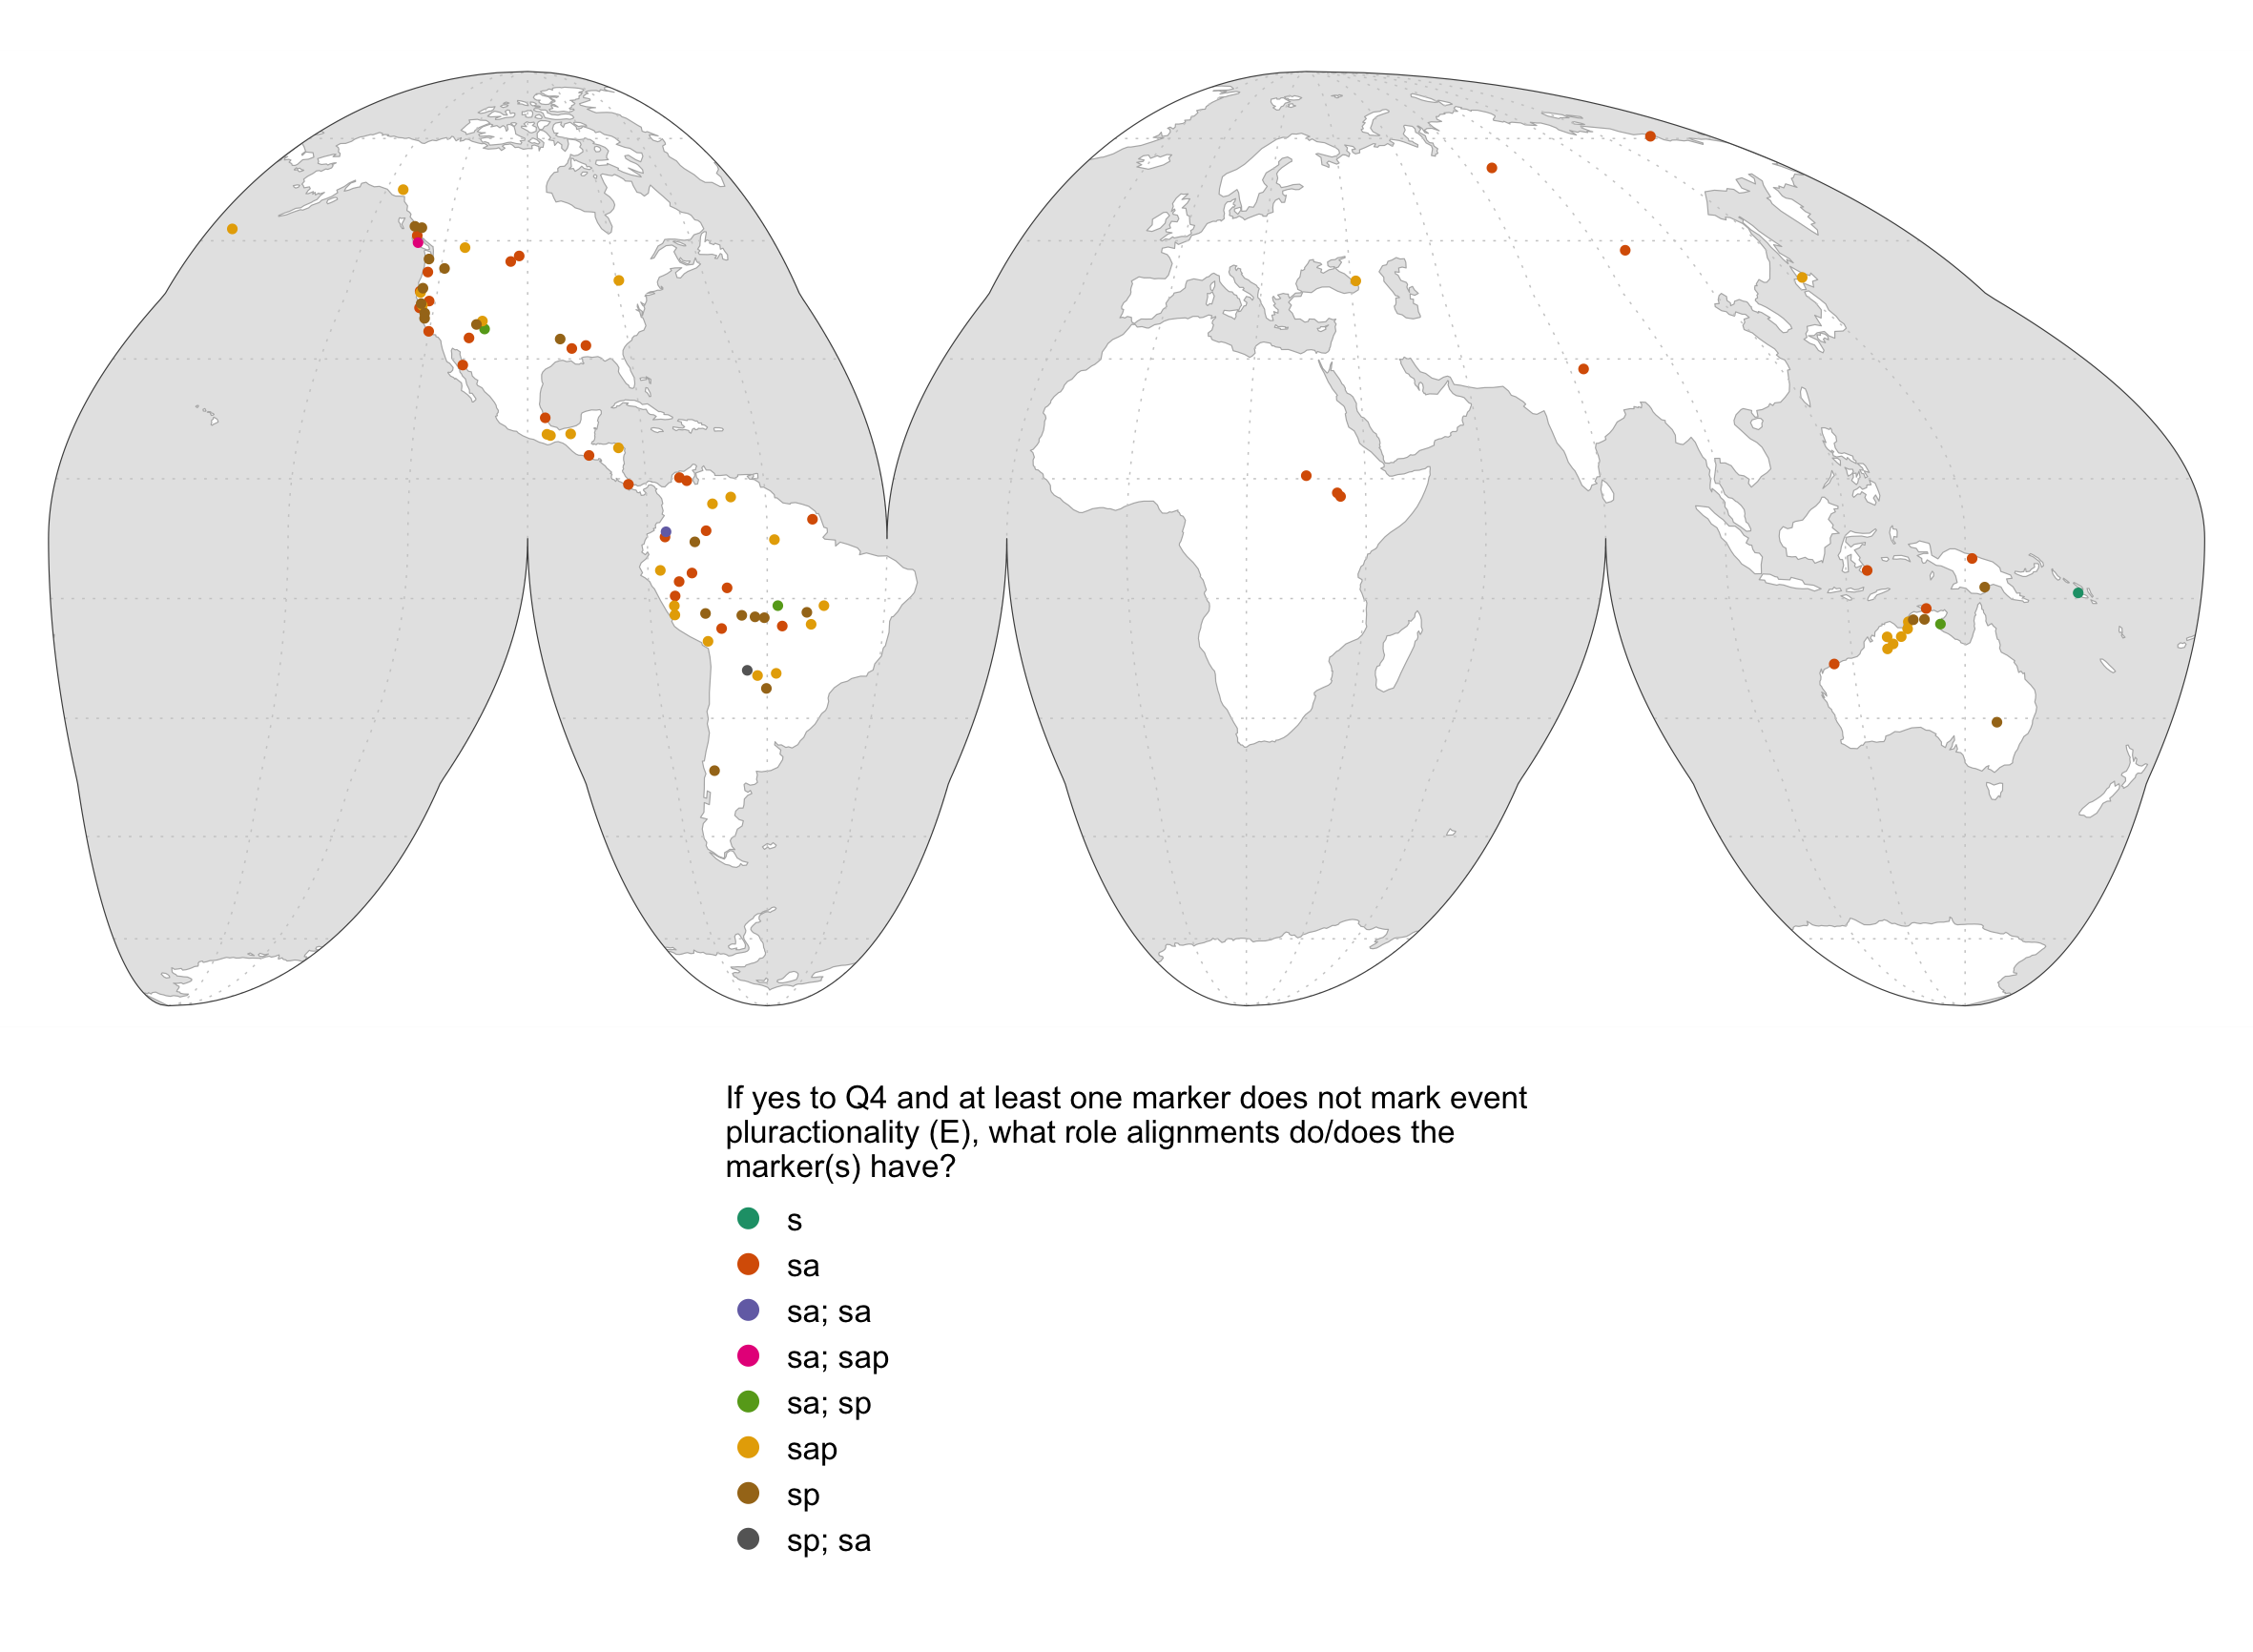 If yes to Q4 and at least one marker does not mark event
pluractionality (E), what role alignments do/does the
marker(s) have?
s
sa
sa; sa
sa; sap
sa; sp
sap
sp
sp; sa